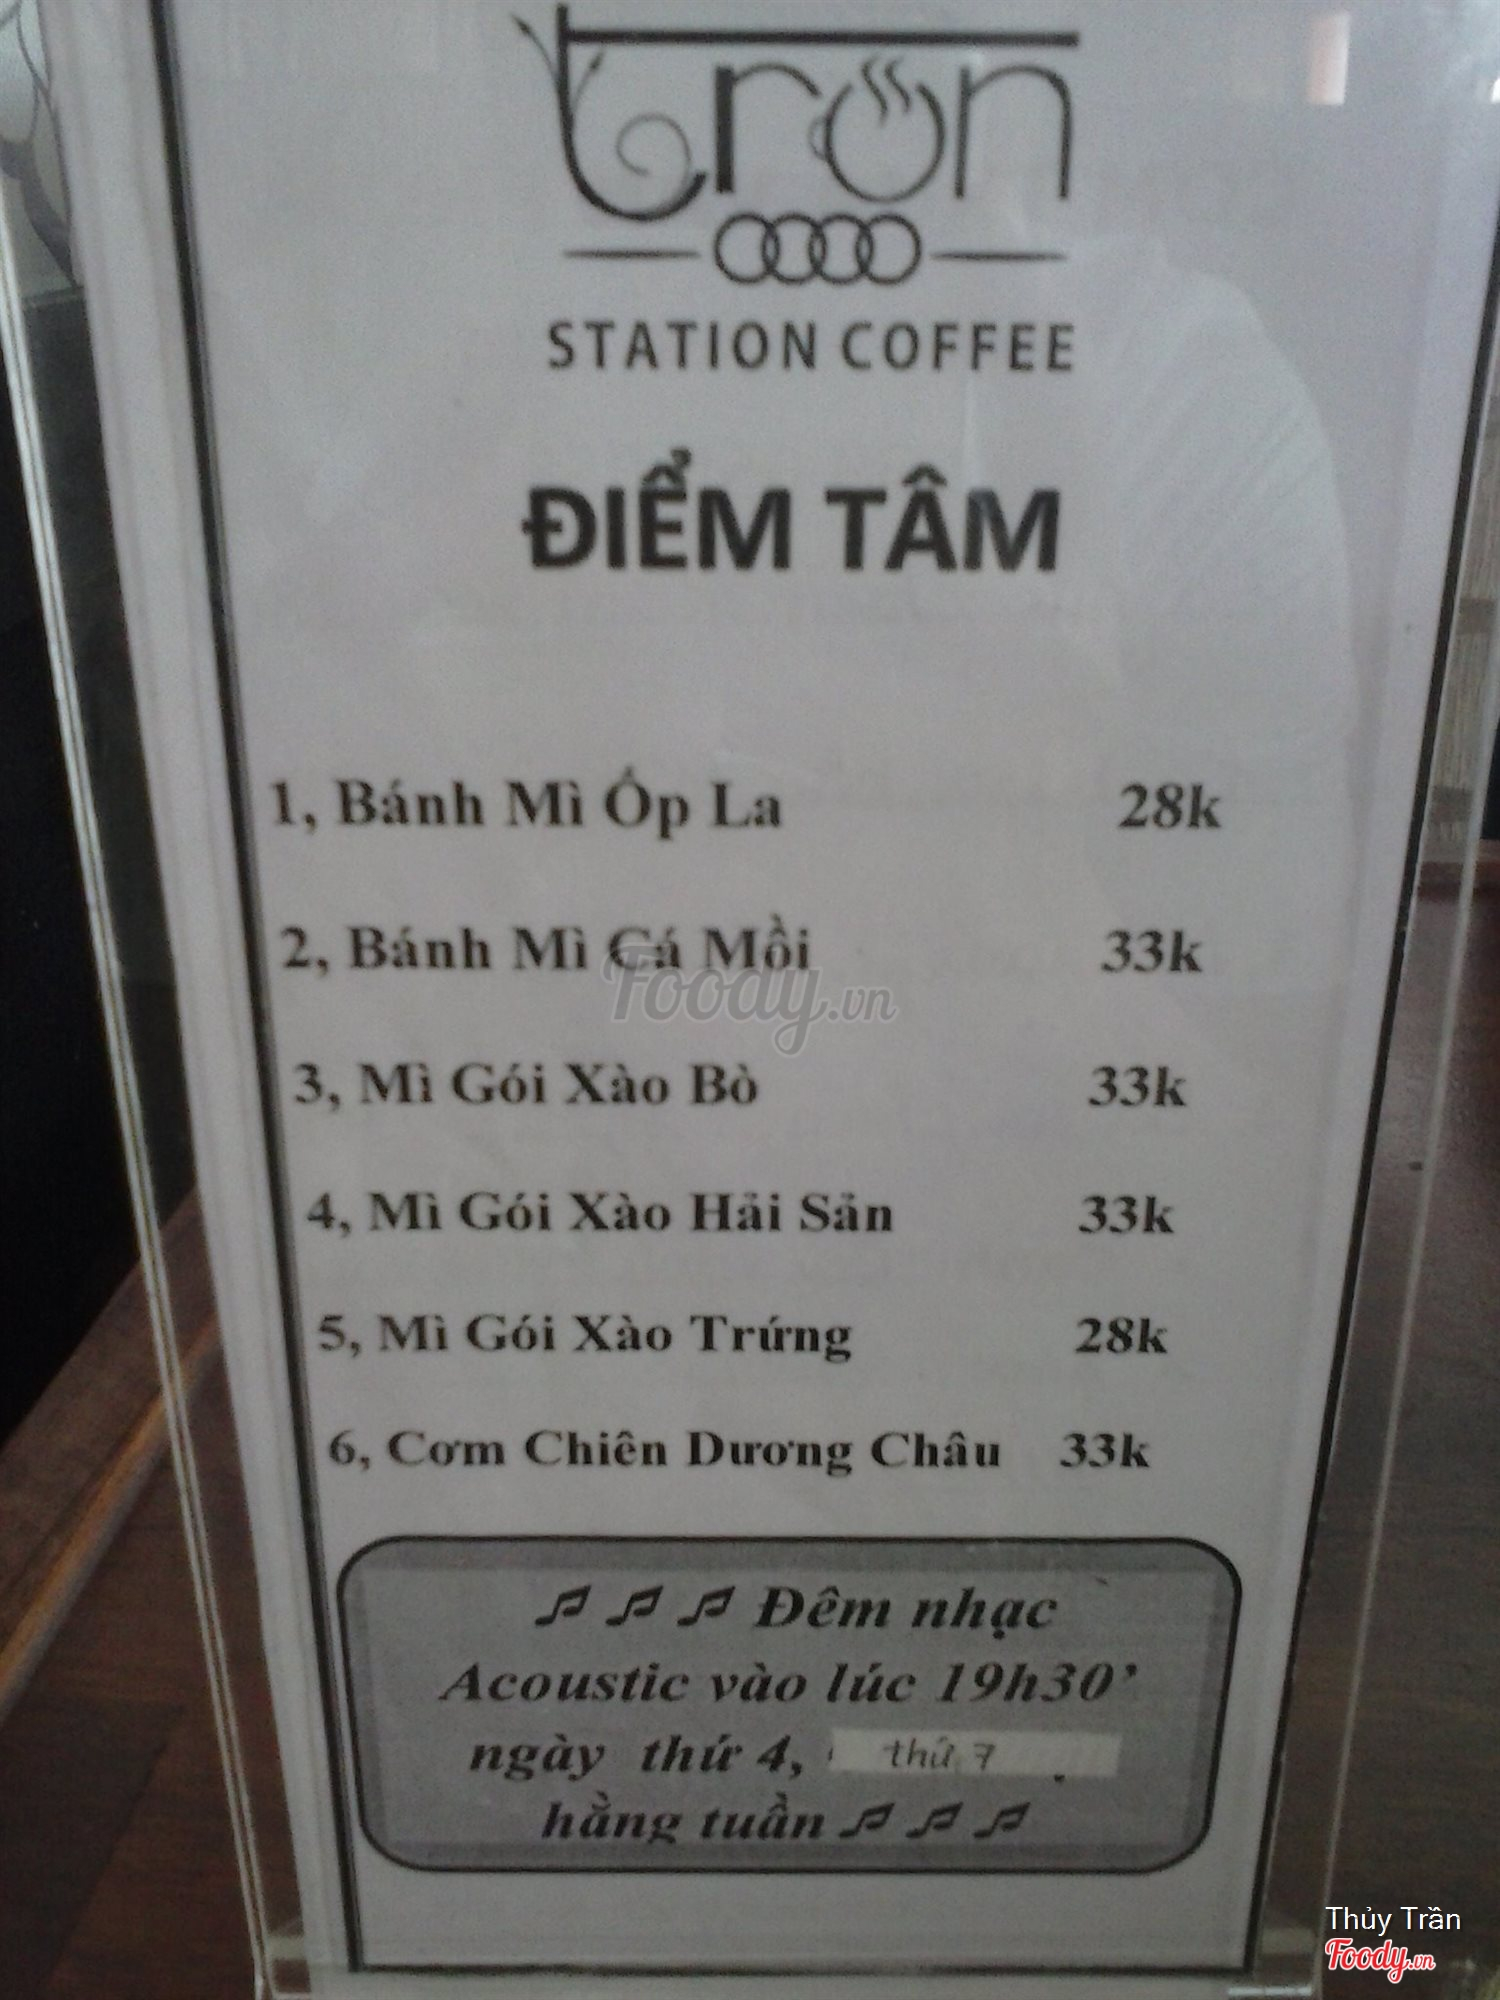 tron
STATION COFFEE
ĐIỂM TÂM
1, Bánh Mì Ốp La 28k
2, Bánh Mì Cá Mồi 33k
Foody.vn
3, Mì Gói Xào Bò 33k
4, Mì Gói Xào Hải Sản 33k
5, Mì Gói Xào Trứng 28k
6, Cơm Chiên Dương Châu 33k
♫ ♫ ♫ Đêm nhạc
Acoustic vào lúc 19h30’
ngày thứ 4, thứ 7
hằng tuần ♫ ♫ ♫
Thủy Trần
Foody.vn